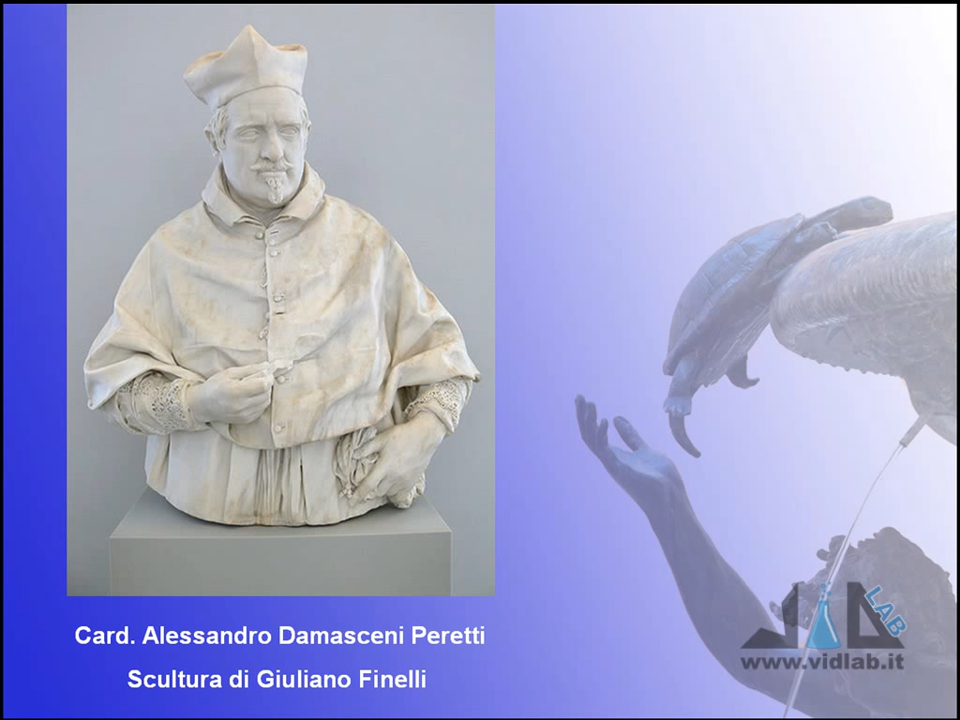 Card. Alessandro Damasceni Peretti
Scultura di Giuliano Finelli
LAB
www.vidlab.it